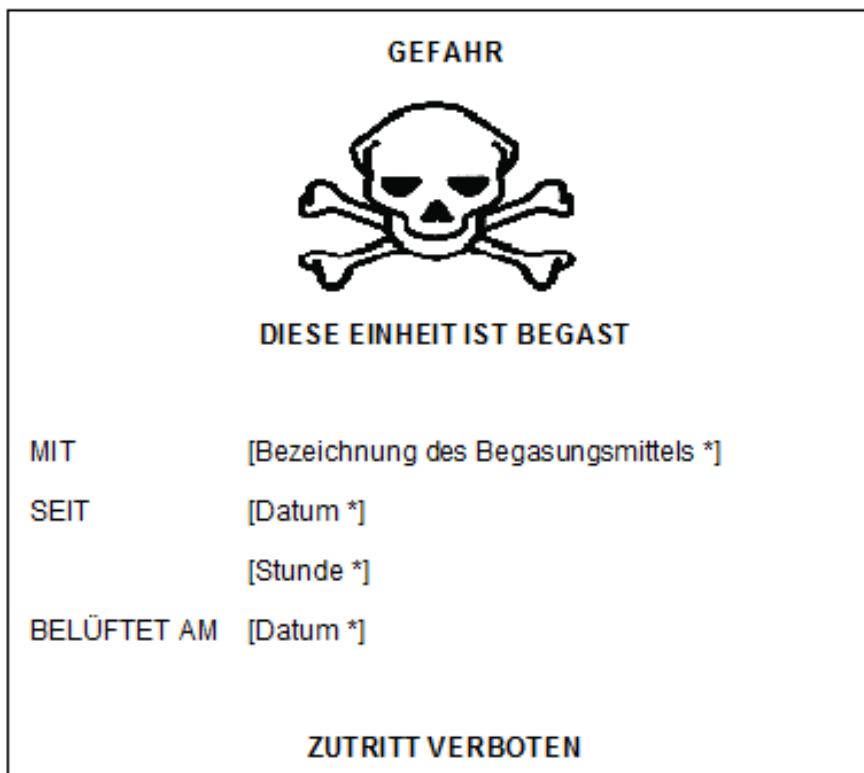 GEFAHR
DIESE EINHEIT IST BEGAST
MIT [Bezeichnung des Begasungsmittels *]
SEIT [Datum *]
[Stunde *]
BELÜFTET AM [Datum *]
ZUTRITT VERBOTEN